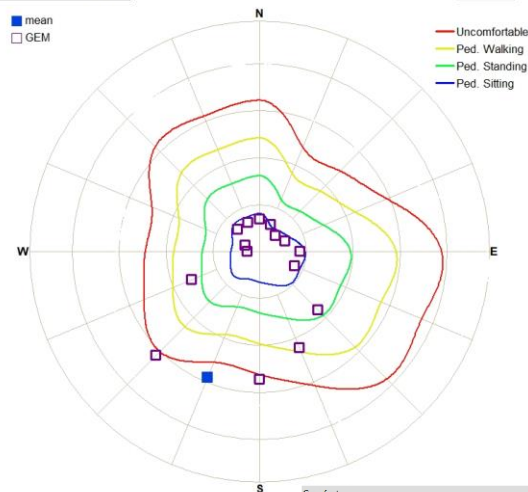 N
mean
GEM
Uncomfortable
Ped. Walking
Ped. Standing
Ped. Sitting
W
E
S